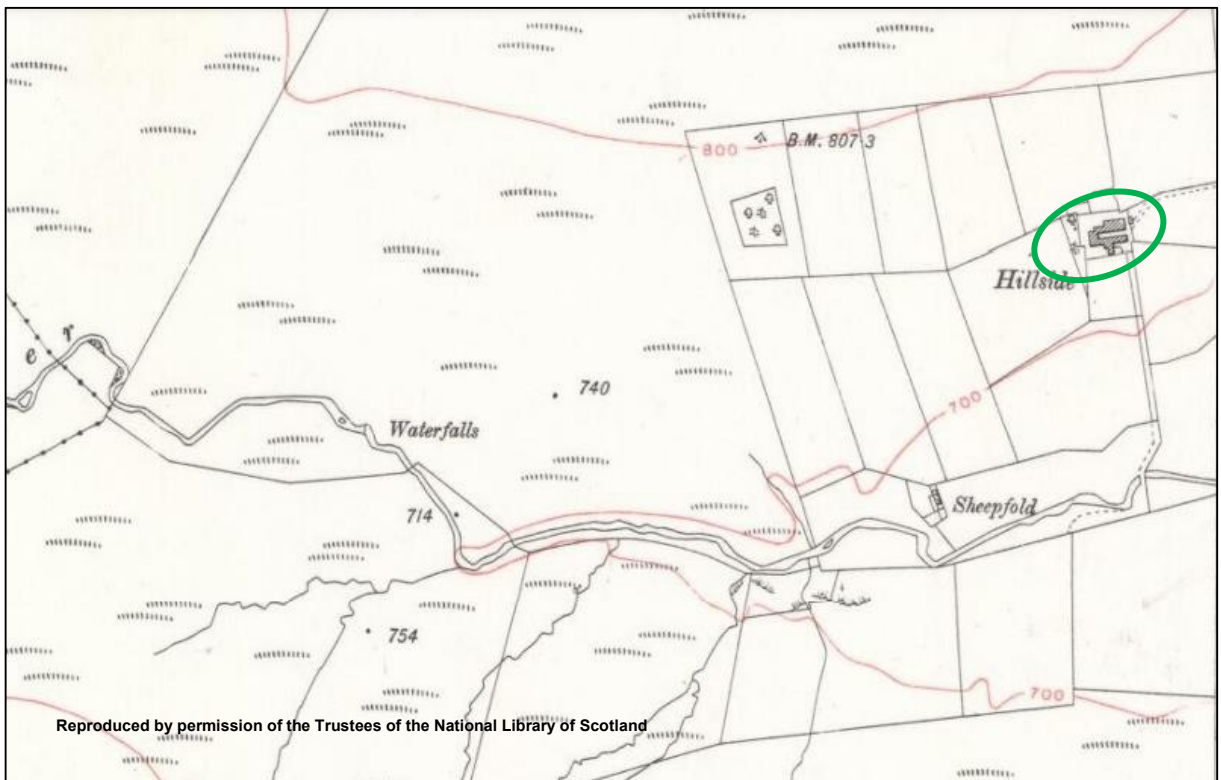 800
B.M. 807·3
Hillside
e r
740
700
Waterfalls
714
Sheepfold
754
700
Reproduced by permission of the Trustees of the National Library of Scotland